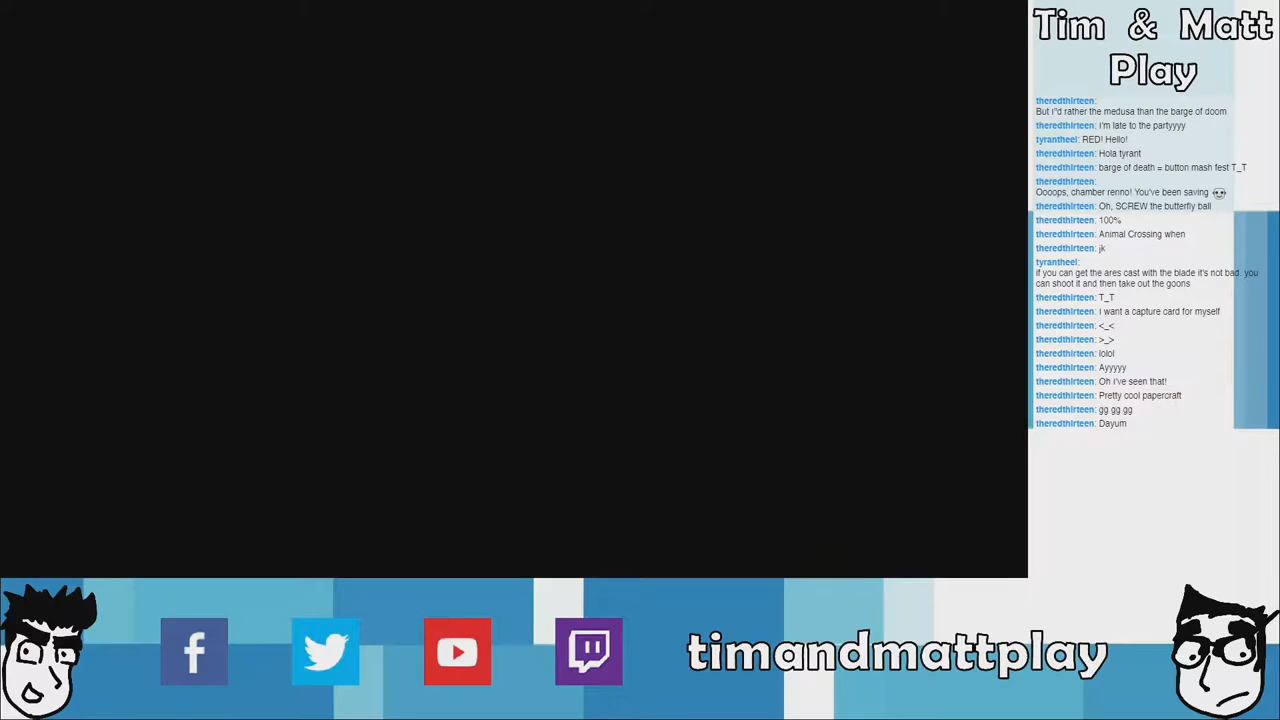 Tim & Matt
Play
theredthirteen:
But i"d rather the medusa than the barge of doom
theredthirteen: I'm late to the partyyyy
tyrantheel: RED! Hello!
theredthirteen: Hola tyrant
theredthirteen: barge of death = button mash fest T_T
theredthirteen:
Oooops, chamber renno! You've been saving
theredthirteen: Oh, SCREW the butterfly ball
theredthirteen: 100%
theredthirteen: Animal Crossing when
theredthirteen: jk
tyrantheel:
if you can get the ares cast with the blade it's not bad. you
can shoot it and then take out the goons
theredthirteen: T_T
theredthirteen: I want a capture card for myself
theredthirteen: <_<
theredthirteen: >_>
theredthirteen: lolol
theredthirteen: Ayyyyy
theredthirteen: Oh i've seen that!
theredthirteen: Pretty cool papercraft
theredthirteen: gg gg gg
theredthirteen: Dayum
timandmattplay